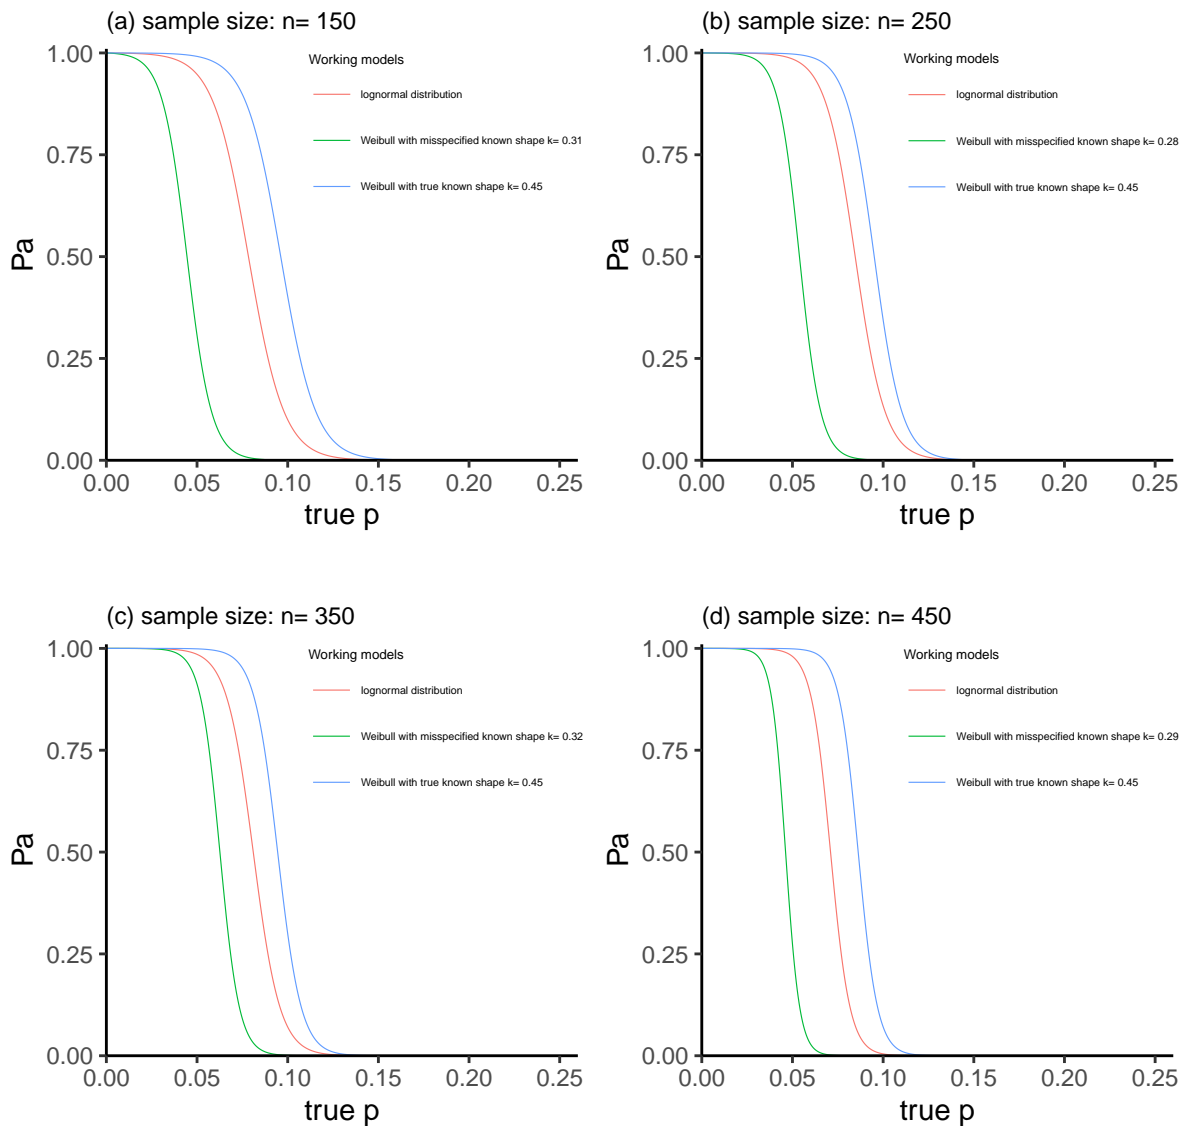 (a) sample size: n= 150
Working models
lognormal distribution
Weibull with misspecified known shape k= 0.31
Weibull with true known shape k= 0.45
1.00
0.75
0.50
0.25
0.00
Pa
0.00 0.05 0.10 0.15 0.20 0.25
true p
(b) sample size: n= 250
Working models
lognormal distribution
Weibull with misspecified known shape k= 0.28
Weibull with true known shape k= 0.45
1.00
0.75
0.50
0.25
0.00
Pa
0.00 0.05 0.10 0.15 0.20 0.25
true p
(c) sample size: n= 350
Working models
lognormal distribution
Weibull with misspecified known shape k= 0.32
Weibull with true known shape k= 0.45
1.00
0.75
0.50
0.25
0.00
Pa
0.00 0.05 0.10 0.15 0.20 0.25
true p
(d) sample size: n= 450
Working models
lognormal distribution
Weibull with misspecified known shape k= 0.29
Weibull with true known shape k= 0.45
1.00
0.75
0.50
0.25
0.00
Pa
0.00 0.05 0.10 0.15 0.20 0.25
true p